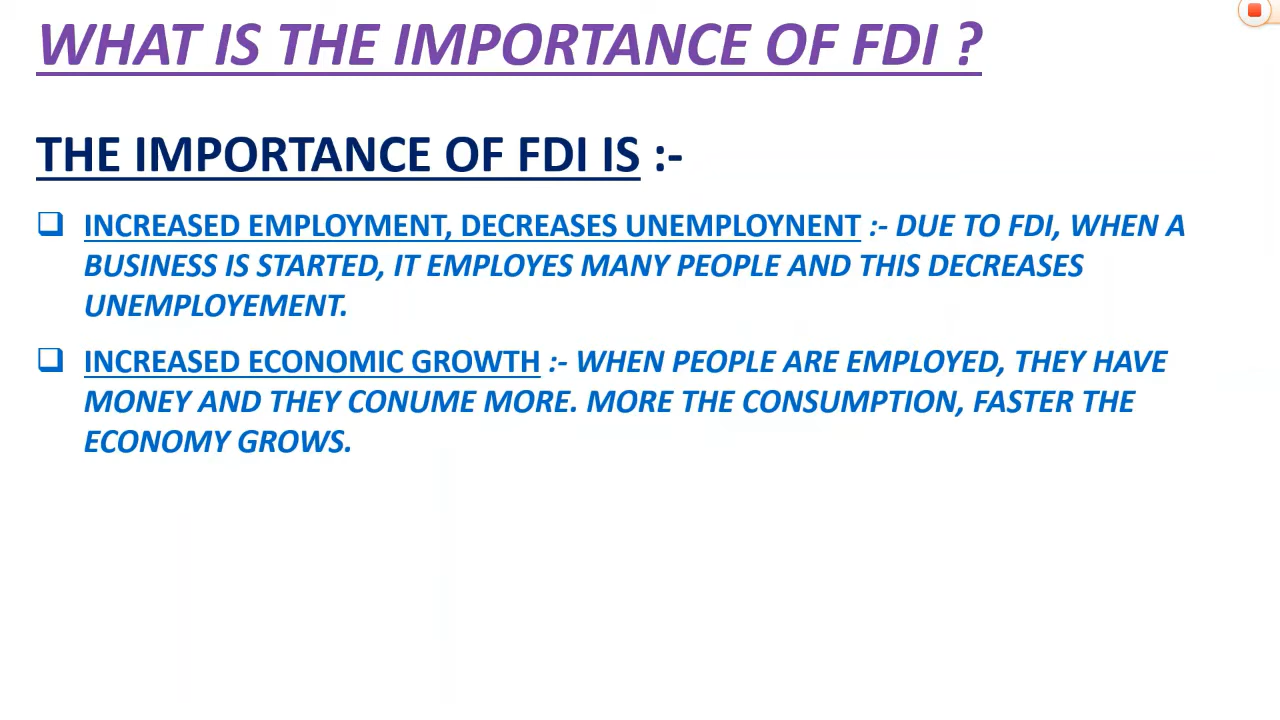 WHAT IS THE IMPORTANCE OF FDI ?
THE IMPORTANCE OF FDI IS :-
INCREASED EMPLOYMENT, DECREASES UNEMPLOYNENT :- DUE TO FDI, WHEN A
BUSINESS IS STARTED, IT EMPLOYES MANY PEOPLE AND THIS DECREASES
UNEMPLOYEMENT.
INCREASED ECONOMIC GROWTH :- WHEN PEOPLE ARE EMPLOYED, THEY HAVE
MONEY AND THEY CONUME MORE. MORE THE CONSUMPTION, FASTER THE
ECONOMY GROWS.